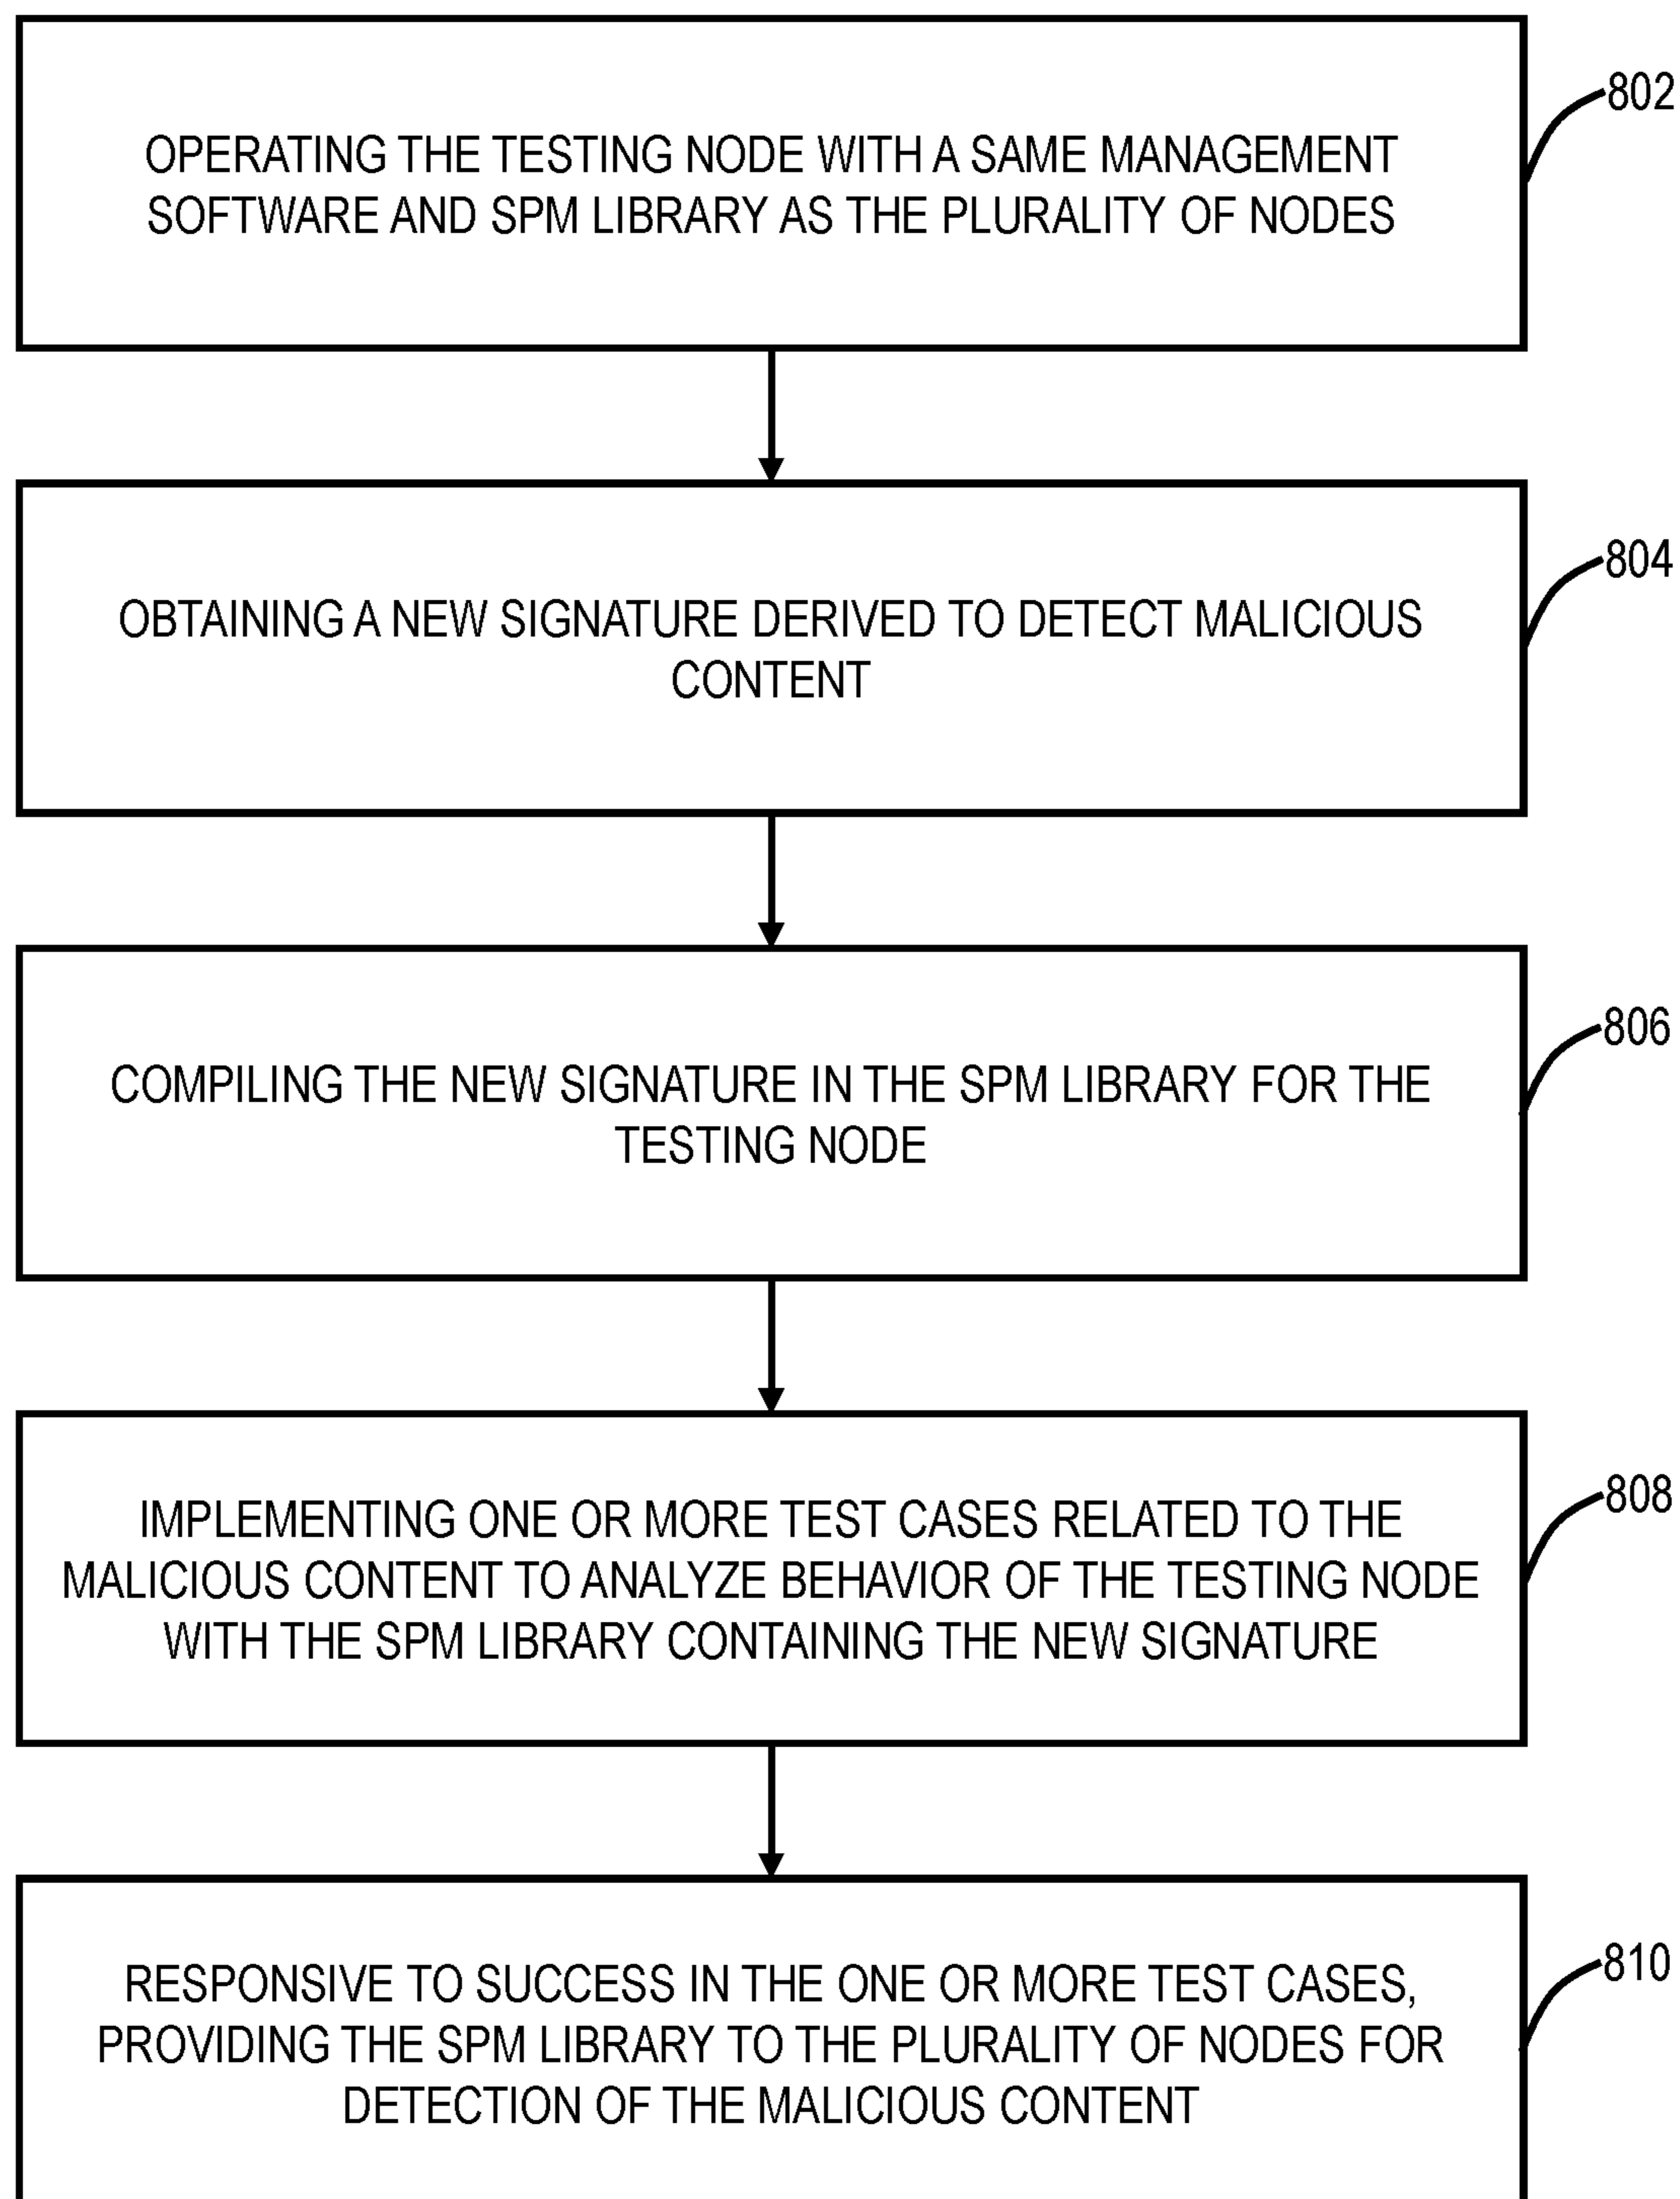 802
OPERATING THE TESTING NODE WITH A SAME MANAGEMENT
SOFTWARE AND SPM LIBRARY AS THE PLURALITY OF NODES
804
OBTAINING A NEW SIGNATURE DERIVED TO DETECT MALICIOUS
CONTENT
806
COMPILING THE NEW SIGNATURE IN THE SPM LIBRARY FOR THE
TESTING NODE
808
IMPLEMENTING ONE OR MORE TEST CASES RELATED TO THE
MALICIOUS CONTENT TO ANALYZE BEHAVIOR OF THE TESTING NODE
WITH THE SPM LIBRARY CONTAINING THE NEW SIGNATURE
810
RESPONSIVE TO SUCCESS IN THE ONE OR MORE TEST CASES,
PROVIDING THE SPM LIBRARY TO THE PLURALITY OF NODES FOR
DETECTION OF THE MALICIOUS CONTENT